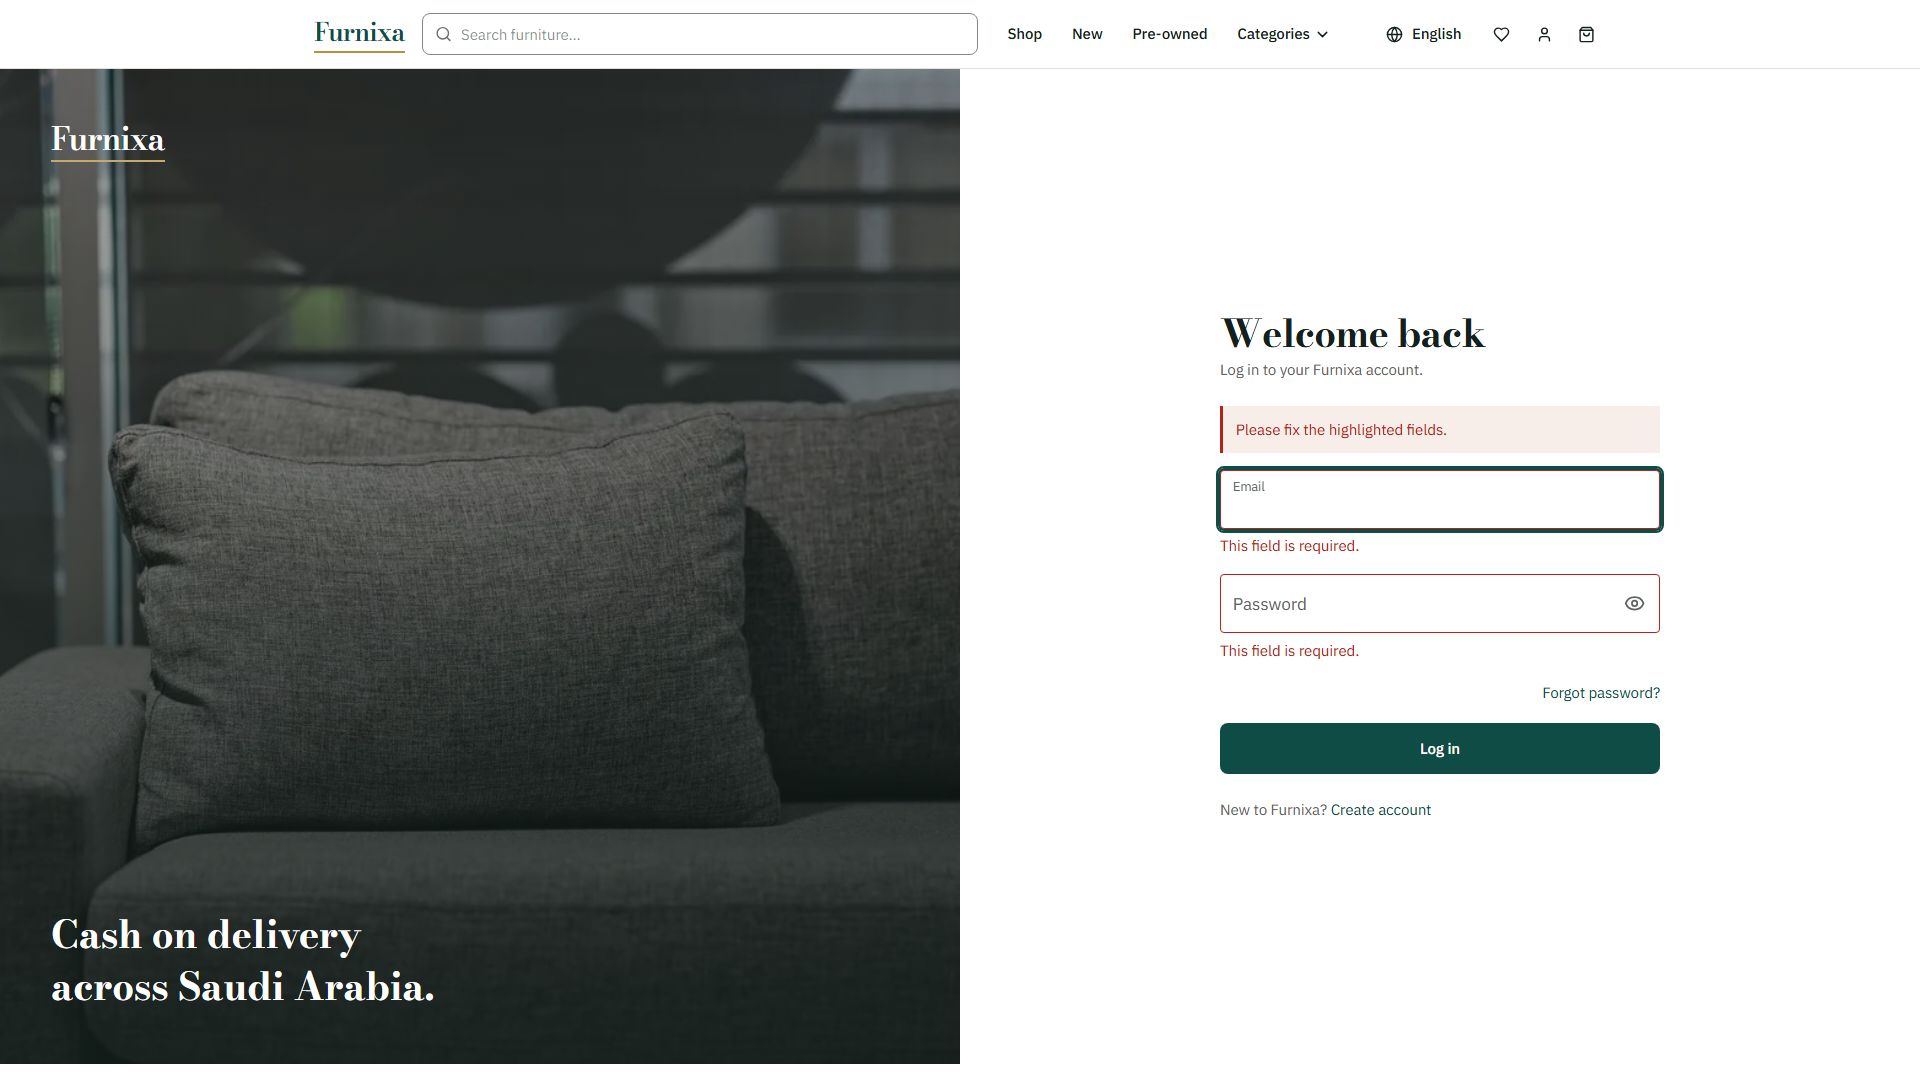 Furnixa
Search furniture...
Shop
New
Pre-owned
Categories
English
Furnixa
Cash on delivery
across Saudi Arabia.
Welcome back
Log in to your Furnixa account.
Please fix the highlighted fields.
Email
This field is required.
Password
This field is required.
Forgot password?
Log in
New to Furnixa? Create account